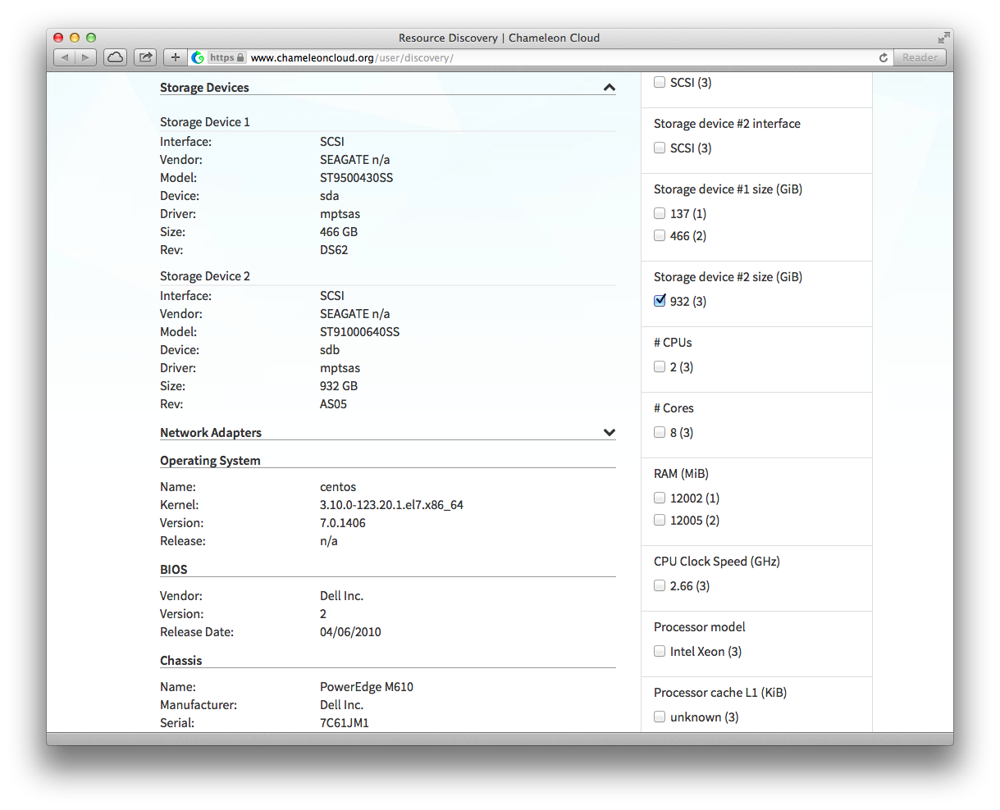 Resource Discovery | Chameleon Cloud
https www.chameleoncloud.org/user/discovery/ Reader
Storage Devices
Storage Device 1
Interface: SCSI
Vendor: SEAGATE n/a
Model: ST9500430SS
Device: sda
Driver: mptsas
Size: 466 GB
Rev: DS62
Storage Device 2
Interface: SCSI
Vendor: SEAGATE n/a
Model: ST91000640SS
Device: sdb
Driver: mptsas
Size: 932 GB
Rev: AS05
Network Adapters
Operating System
Name: centos
Kernel: 3.10.0-123.20.1.el7.x86_64
Version: 7.0.1406
Release: n/a
BIOS
Vendor: Dell Inc.
Version: 2
Release Date: 04/06/2010
Chassis
Name: PowerEdge M610
Manufacturer: Dell Inc.
Serial: 7C61JM1
SCSI (3)
Storage device #2 interface
SCSI (3)
Storage device #1 size (GiB)
137 (1)
466 (2)
Storage device #2 size (GiB)
932 (3)
# CPUs
2 (3)
# Cores
8 (3)
RAM (MiB)
12002 (1)
12005 (2)
CPU Clock Speed (GHz)
2.66 (3)
Processor model
Intel Xeon (3)
Processor cache L1 (KiB)
unknown (3)